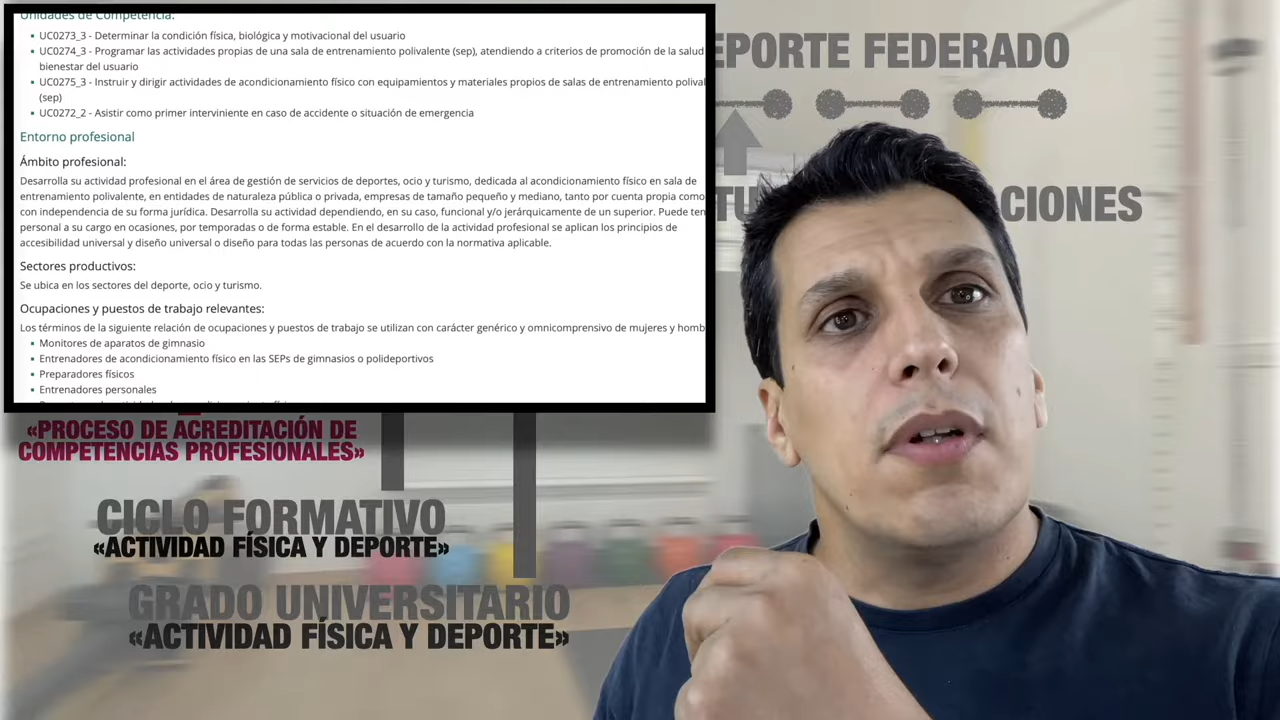 Unidades de Competencia:
UC0273_3 - Determinar la condición física, biológica y motivacional del usuario
UC0274_3 - Programar las actividades propias de una sala de entrenamiento polivalente (sep), atendiendo a criterios de promoción de la salud
bienestar del usuario
UC0275_3 - Instruir y dirigir actividades de acondicionamiento físico con equipamientos y materiales propios de salas de entrenamiento polival
(sep)
UC0272_2 - Asistir como primer interviniente en caso de accidente o situación de emergencia
Entorno profesional
Ámbito profesional:
Desarrolla su actividad profesional en el área de gestión de servicios de deportes, ocio y turismo, dedicada al acondicionamiento físico en sala de
entrenamiento polivalente, en entidades de naturaleza pública o privada, empresas de tamaño pequeño y mediano, tanto por cuenta propia como
con independencia de su forma jurídica. Desarrolla su actividad dependiendo, en su caso, funcional y/o jerárquicamente de un superior. Puede ten
personal a su cargo en ocasiones, por temporadas o de forma estable. En el desarrollo de la actividad profesional se aplican los principios de
accesibilidad universal y diseño universal o diseño para todas las personas de acuerdo con la normativa aplicable.
Sectores productivos:
Se ubica en los sectores del deporte, ocio y turismo.
Ocupaciones y puestos de trabajo relevantes:
Los términos de la siguiente relación de ocupaciones y puestos de trabajo se utilizan con carácter genérico y omnicomprensivo de mujeres y homb
Monitores de aparatos de gimnasio
Entrenadores de acondicionamiento físico en las SEPs de gimnasios o polideportivos
Preparadores físicos
Entrenadores personales
EPORTE FEDERADO
TU
CIONES
«PROCESO DE ACREDITACIÓN DE
COMPETENCIAS PROFESIONALES»
CICLO FORMATIVO
«ACTIVIDAD FÍSICA Y DEPORTE»
GRADO UNIVERSITARIO
«ACTIVIDAD FÍSICA Y DEPORTE»